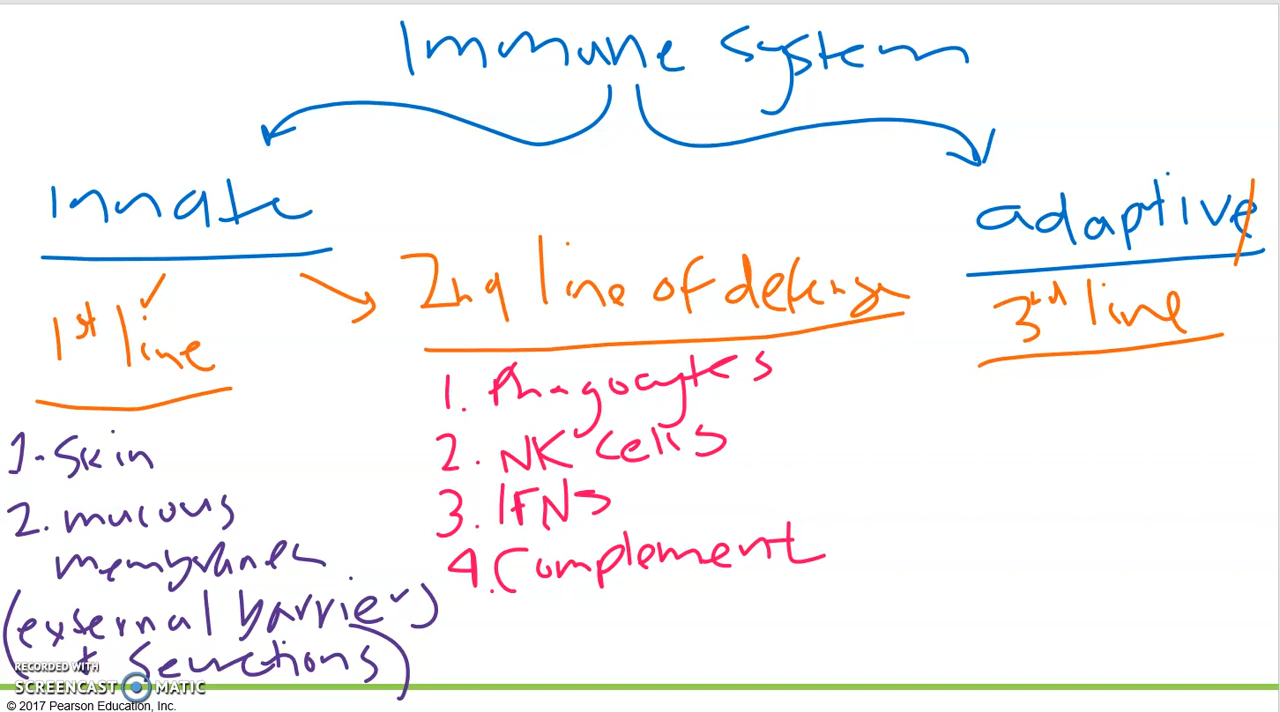 Immune system
innate
adaptive
2nd line of defense
1st line
3rd line
1. Skin
2. mucous
membranes
(external barrier)
(+ secretions)
1. Phagocytes
2. NK cells
3. IFNs
4. Complement
RECORDED WITH
SCREENCAST MATIC
© 2017 Pearson Education, Inc.